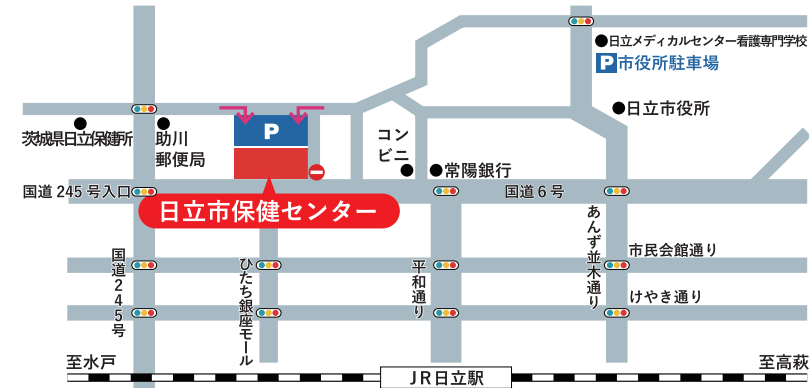 日立メディカルセンター看護専門学校
P 市役所駐車場
日立市役所
茨城県日立保健所
助川
郵便局
P
コン
ビニ
常陽銀行
国道245号入口
国道6号
日立市保健センター
あんず並木通り
市民会館通り
国道245号
ひたち銀座モール
平和通り
けやき通り
至水戸
JR日立駅
至高萩